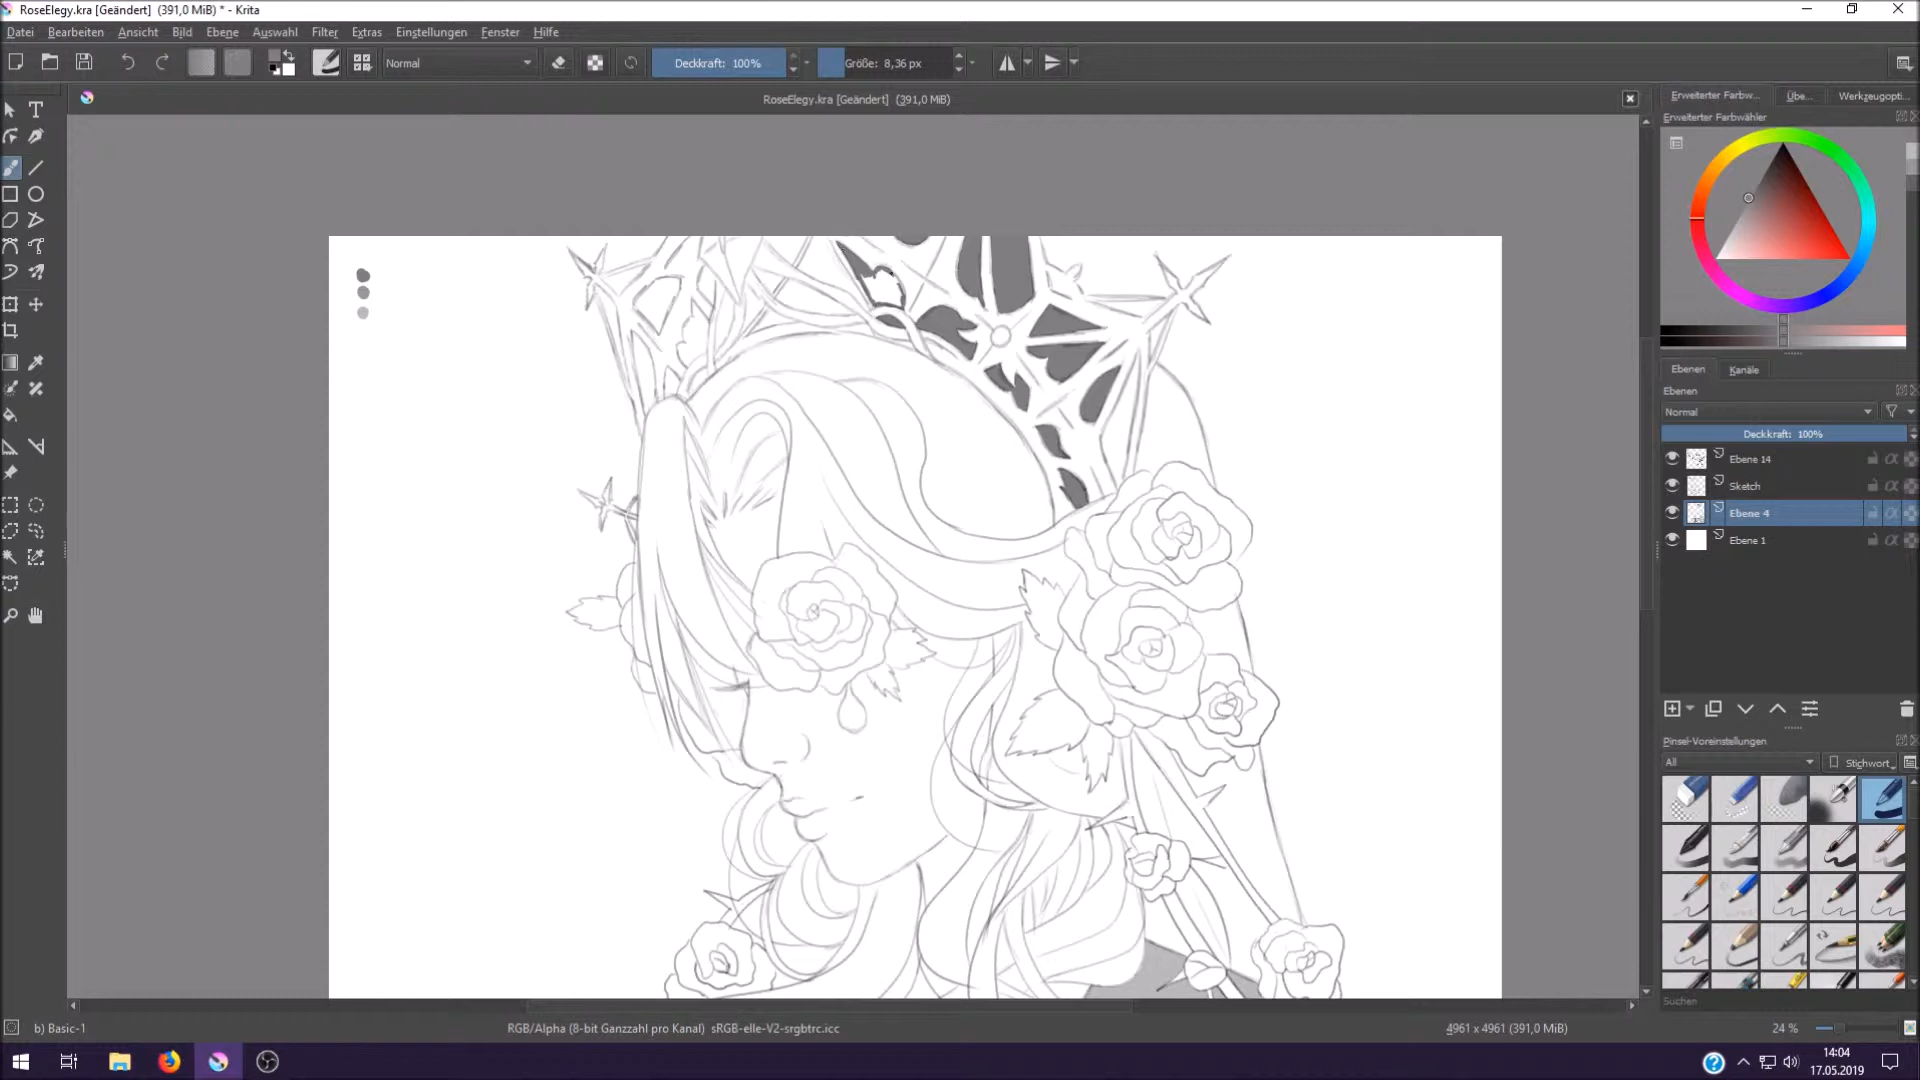 RoseElegy.kra [Geändert] (391,0 MiB) * - Krita
Datei Bearbeiten Ansicht Bild Ebene Auswahl Filter Extras Einstellungen Fenster Hilfe
Normal Deckkraft: 100% Größe: 8,36 px
RoseElegy.kra [Geändert] (391,0 MiB)
Erweiterter Farbw... Übe... Werkzeugopti...
Erweiterter Farbwähler
Ebenen Kanäle
Ebenen
Normal
Deckkraft: 100%
Ebene 14
Sketch
Ebene 4
Ebene 1
Pinsel-Voreinstellungen
All Stichwort
Suchen
b) Basic-1 RGB/Alpha (8-bit Ganzzahl pro Kanal) sRGB-elle-V2-srgbtrc.icc 4961 x 4961 (391,0 MiB) 24 %
14:04
17.05.2019